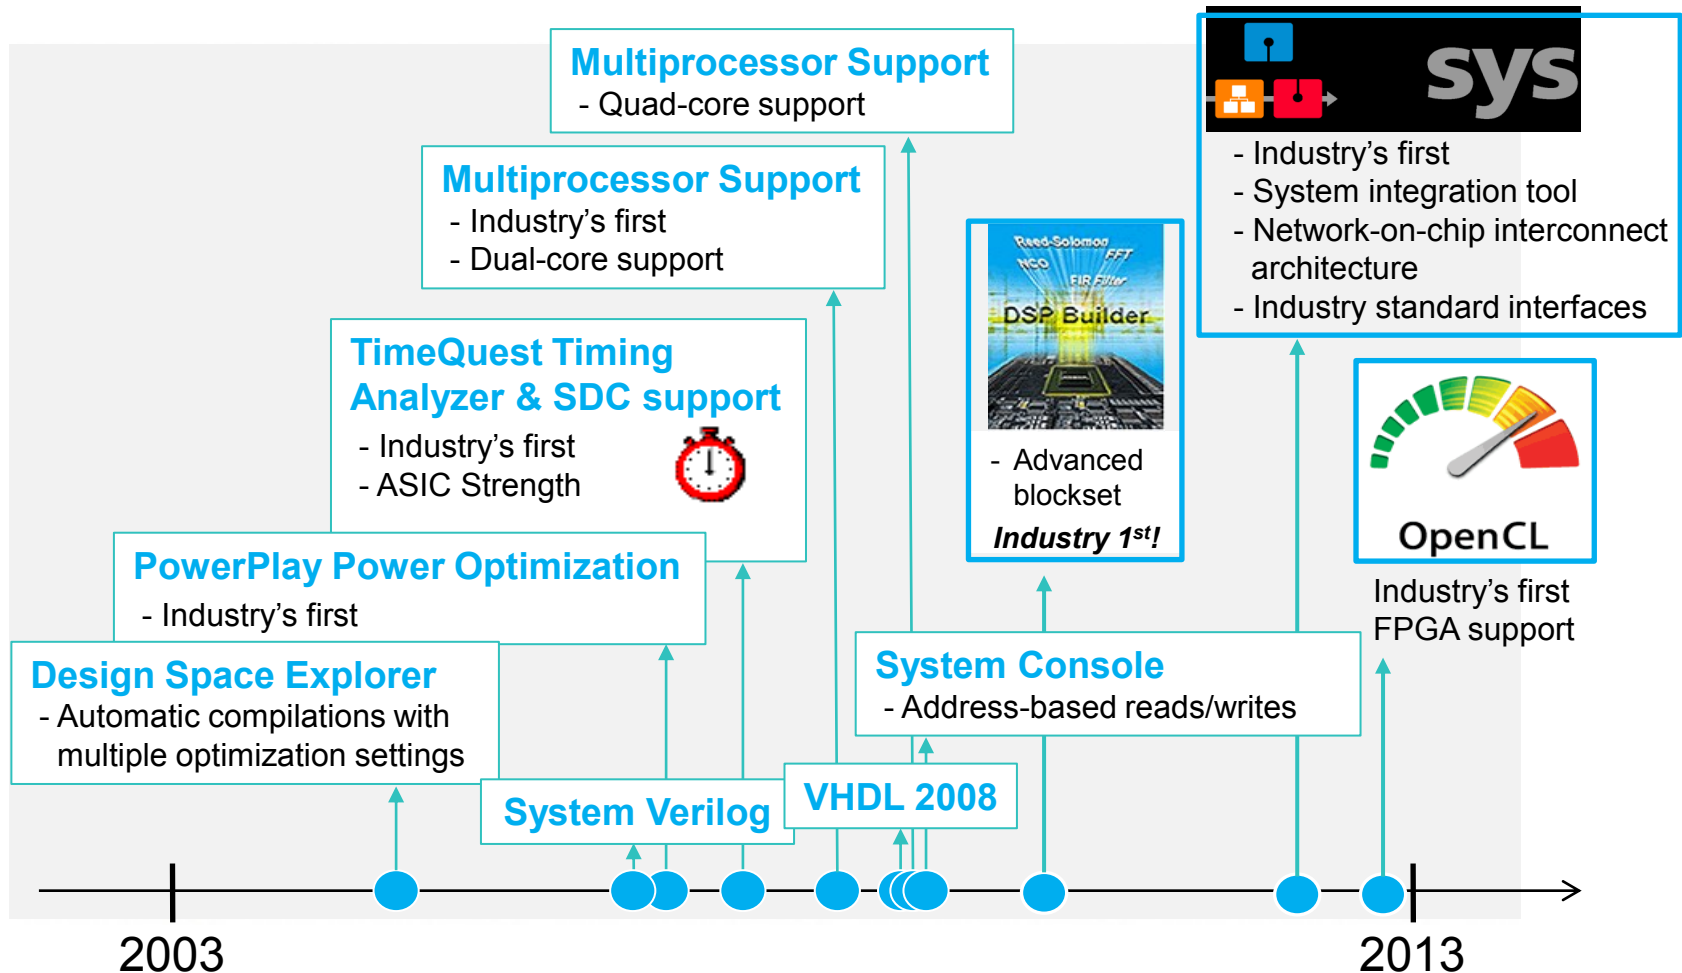 Multiprocessor Support
- Quad-core support
Multiprocessor Support
- Industry's first
- Dual-core support
TimeQuest Timing
Analyzer & SDC support
- Industry's first
- ASIC Strength
PowerPlay Power Optimization
- Industry's first
Design Space Explorer
- Automatic compilations with
multiple optimization settings
System Verilog
VHDL 2008
System Console
- Address-based reads/writes
Reed-Solomon
FFT
NCO
FIR Filter
DSP Builder
- Advanced
blockset
Industry 1st!
sys
- Industry's first
- System integration tool
- Network-on-chip interconnect
architecture
- Industry standard interfaces
OpenCL
Industry's first
FPGA support
2003
2013